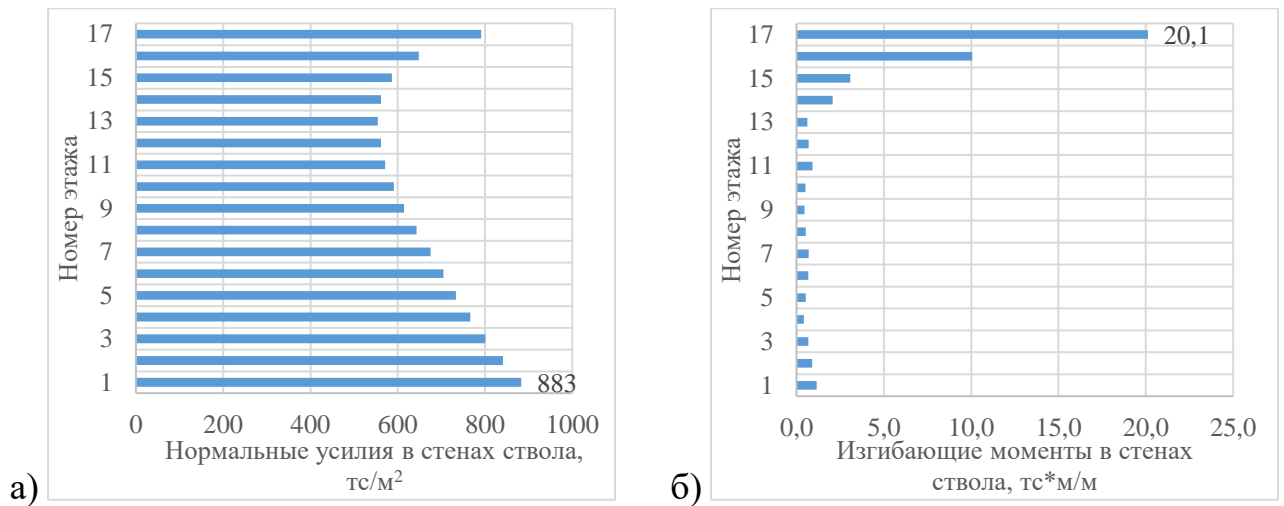 17
15
13
11
9
7
5
3
1
Номер этажа
883
0 200 400 600 800 1000
Нормальные усилия в стенах ствола,
тс/м²
а)
17
15
13
11
9
7
5
3
1
Номер этажа
20,1
0,0 5,0 10,0 15,0 20,0 25,0
Изгибающие моменты в стенах
ствола, тс*м/м
б)